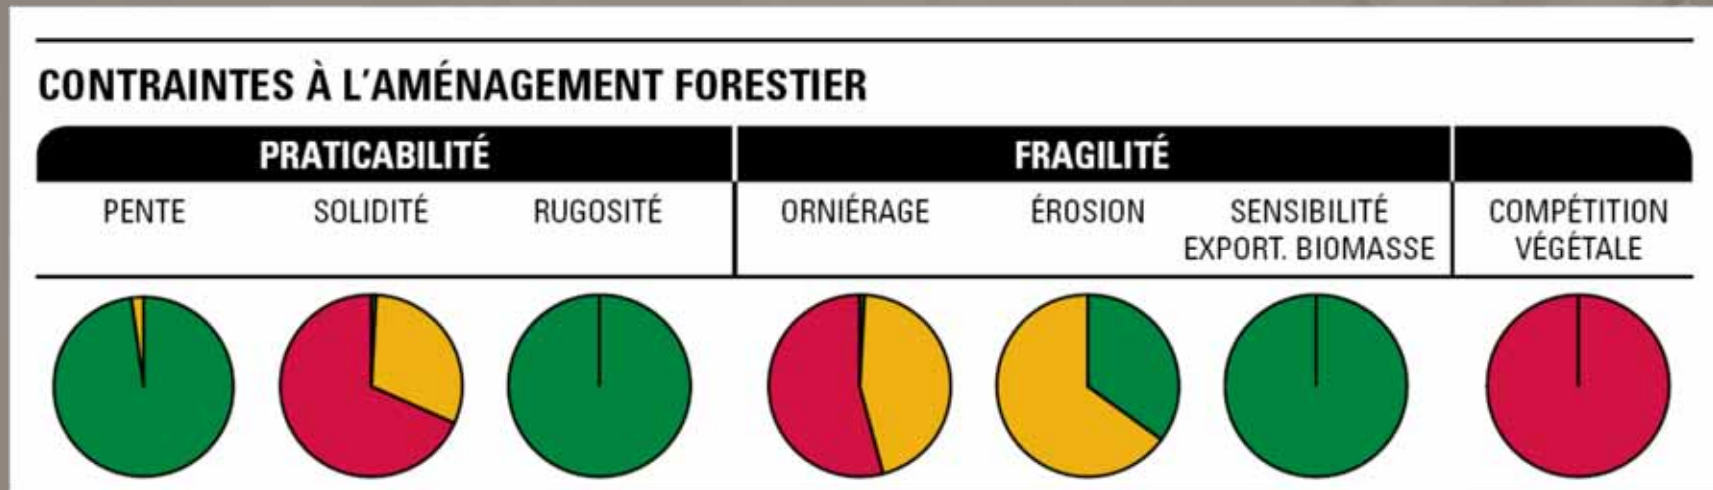 CONTRAINTES À L'AMÉNAGEMENT FORESTIER
PRATICABILITÉ
FRAGILITÉ
PENTE
SOLIDITÉ
RUGOSITÉ
ORNIÉRAGE
ÉROSION
SENSIBILITÉ
EXPORT. BIOMASSE
COMPÉTITION
VÉGÉTALE